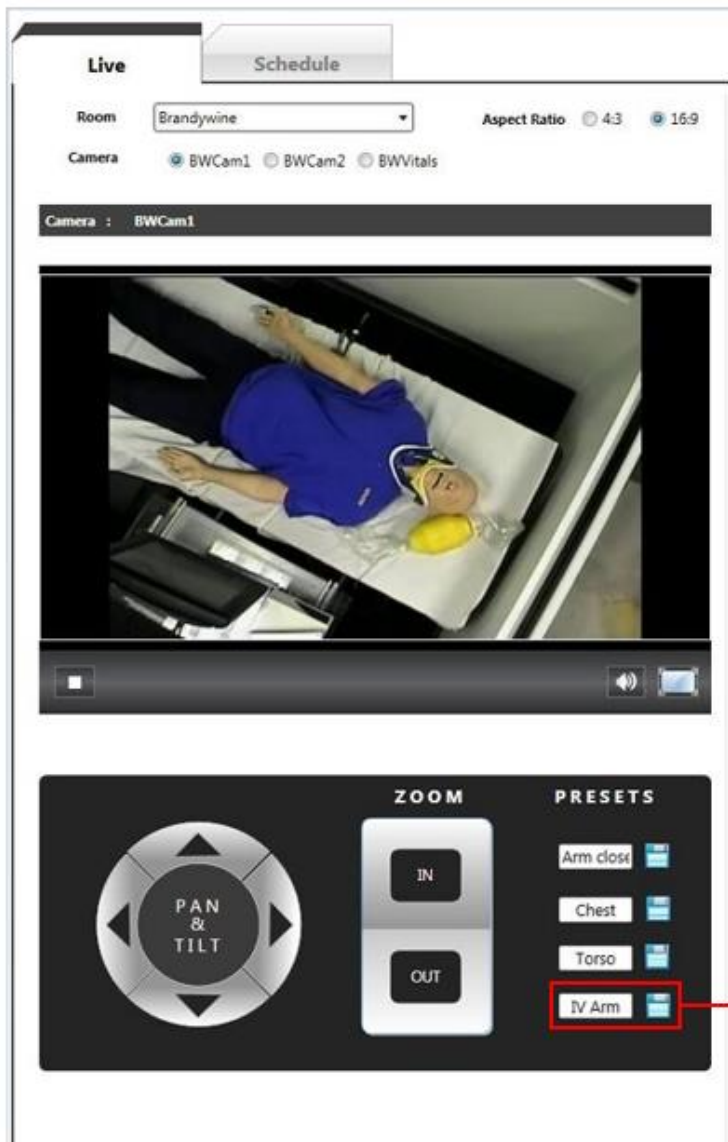 Live Schedule
Room Brandywine Aspect Ratio 4:3 16:9
Camera BWCam1 BWCam2 BWVitals
Camera : BWCam1
ZOOM PRESETS
IN
OUT
PAN
&
TILT
Arm close
Chest
Torso
IV Arm